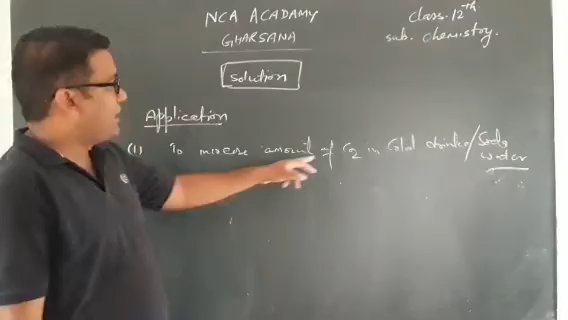 NCA ACADAMY
GHARSANA
class. 12th
sub. chemistry.
Solution
Application
(1) To increase amount of CO2 in Cold drinks/Soda
water